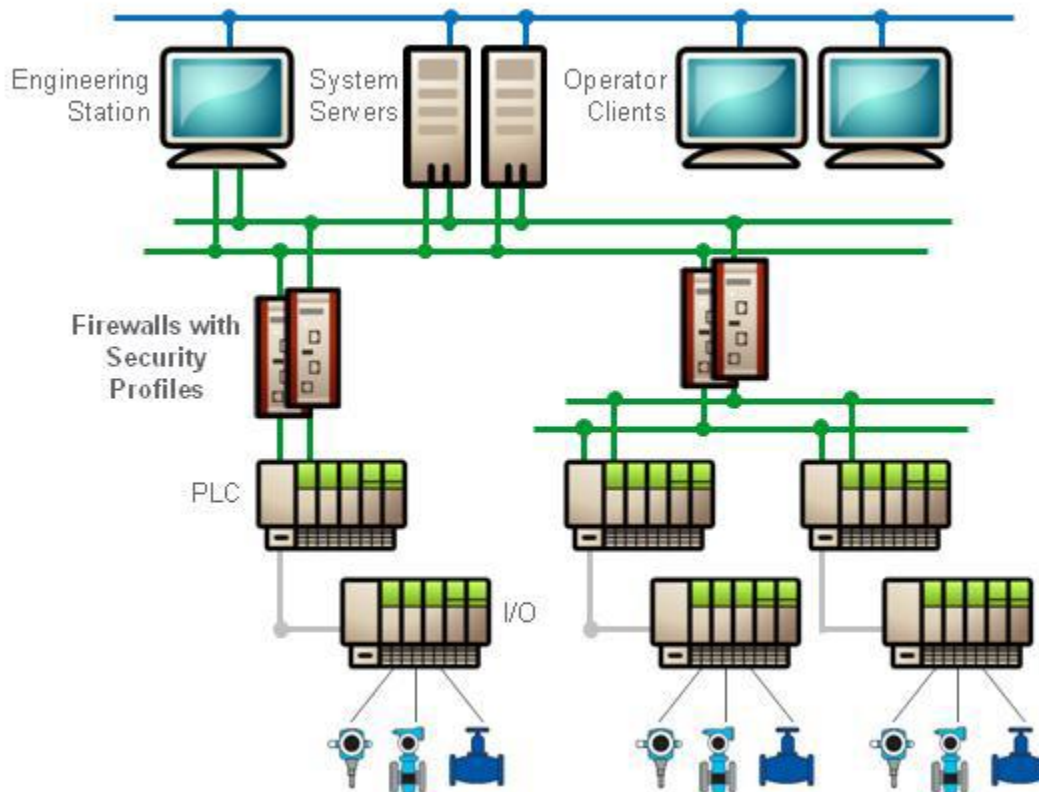 Engineering
Station
System
Servers
Operator
Clients
Firewalls with
Security
Profiles
PLC
I/O